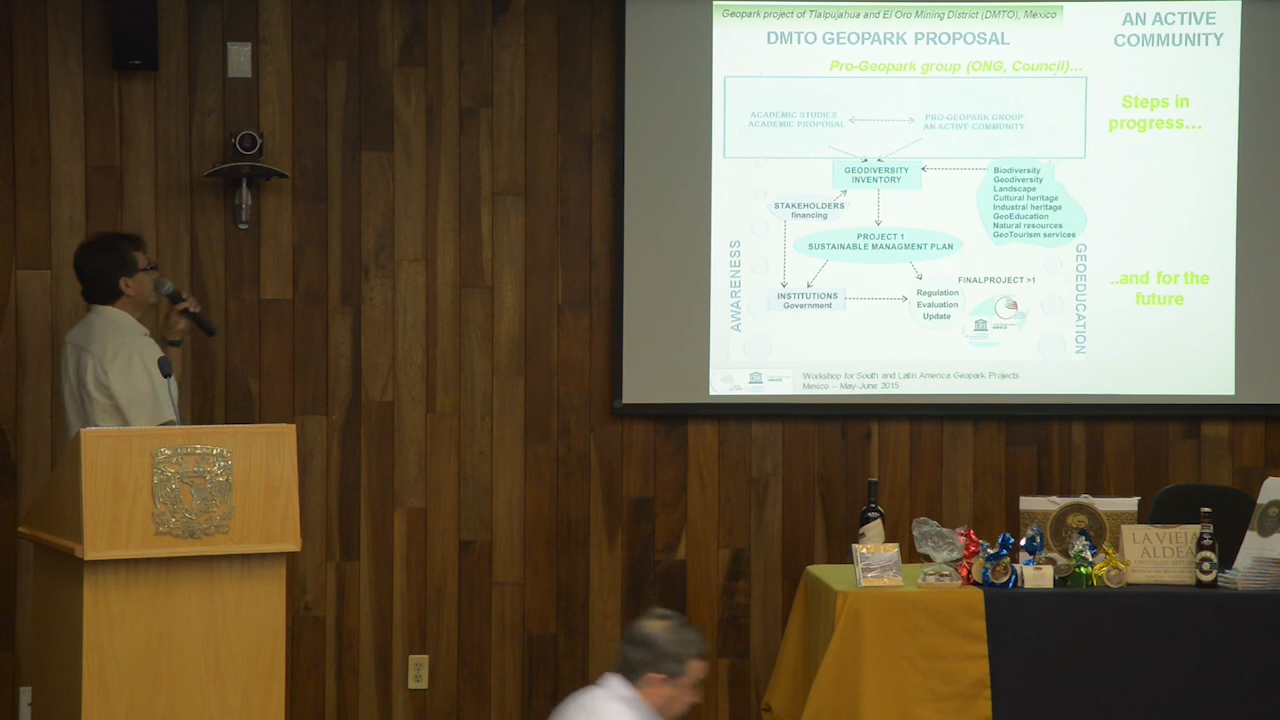 Geopark project of Tlalpujahua and El Oro Mining District (DMTO), Mexico
DMTO GEOPARK PROPOSAL
AN ACTIVE
COMMUNITY
Pro-Geopark group (ONG, Council)...
Steps in
progress...
ACADEMIC STUDIES
ACADEMIC PROPOSAL
PRO-GEOPARK GROUP
AN ACTIVE COMMUNITY
GEODIVERSITY
INVENTORY
Biodiversity
Geodiversity
Landscape
Cultural heritage
Industral heritage
GeoEducation
Natural resources
GeoTourism services
STAKEHOLDERS
financing
PROJECT 1
SUSTAINABLE MANAGMENT PLAN
AWARENESS
GEOEDUCATION
FINALPROJECT >1
..and for the
future
INSTITUTIONS
Government
Regulation
Evaluation
Update
Workshop for South and Latin America Geopark Projects
Mexico – May-June 2015
LA VIEJA
ALDEA